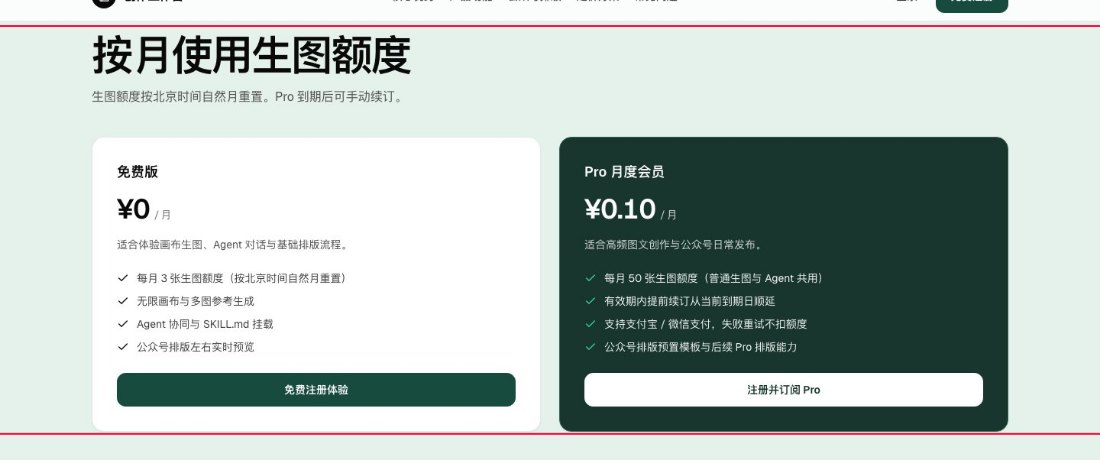 按月使用生图额度
生图额度按北京时间自然月重置。Pro 到期后可手动续订。
免费版
¥0 / 月
适合体验画布生图、Agent 对话与基础排版流程。
每月 3 张生图额度（按北京时间自然月重置）
无限画布与多图参考生成
Agent 协同与 SKILL.md 挂载
公众号排版左右实时预览
免费注册体验
Pro 月度会员
¥0.10 / 月
适合高频图文创作与公众号日常发布。
每月 50 张生图额度（普通生图与 Agent 共用）
有效期内提前续订从当前到期日顺延
支持支付宝 / 微信支付，失败重试不扣额度
公众号排版预置模板与后续 Pro 排版能力
注册并订阅 Pro